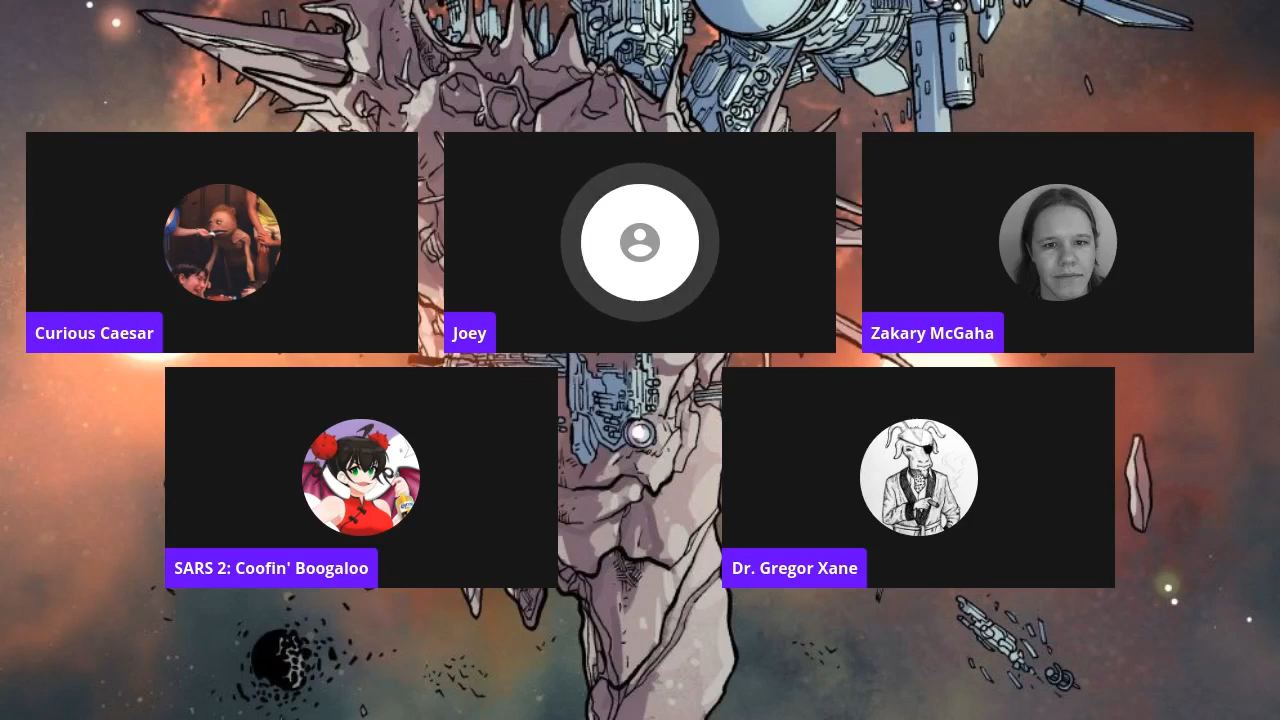 Curious Caesar
Joey
Zakary McGaha
SARS 2: Coofin' Boogaloo
Dr. Gregor Xane